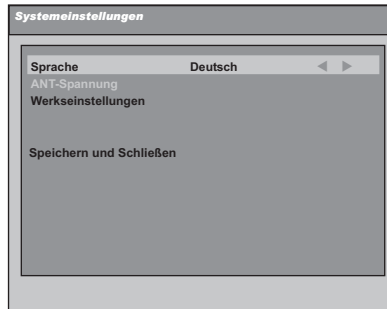 Systemeinstellungen
Sprache Deutsch
ANT-Spannung
Werkseinstellungen
Speichern und Schließen